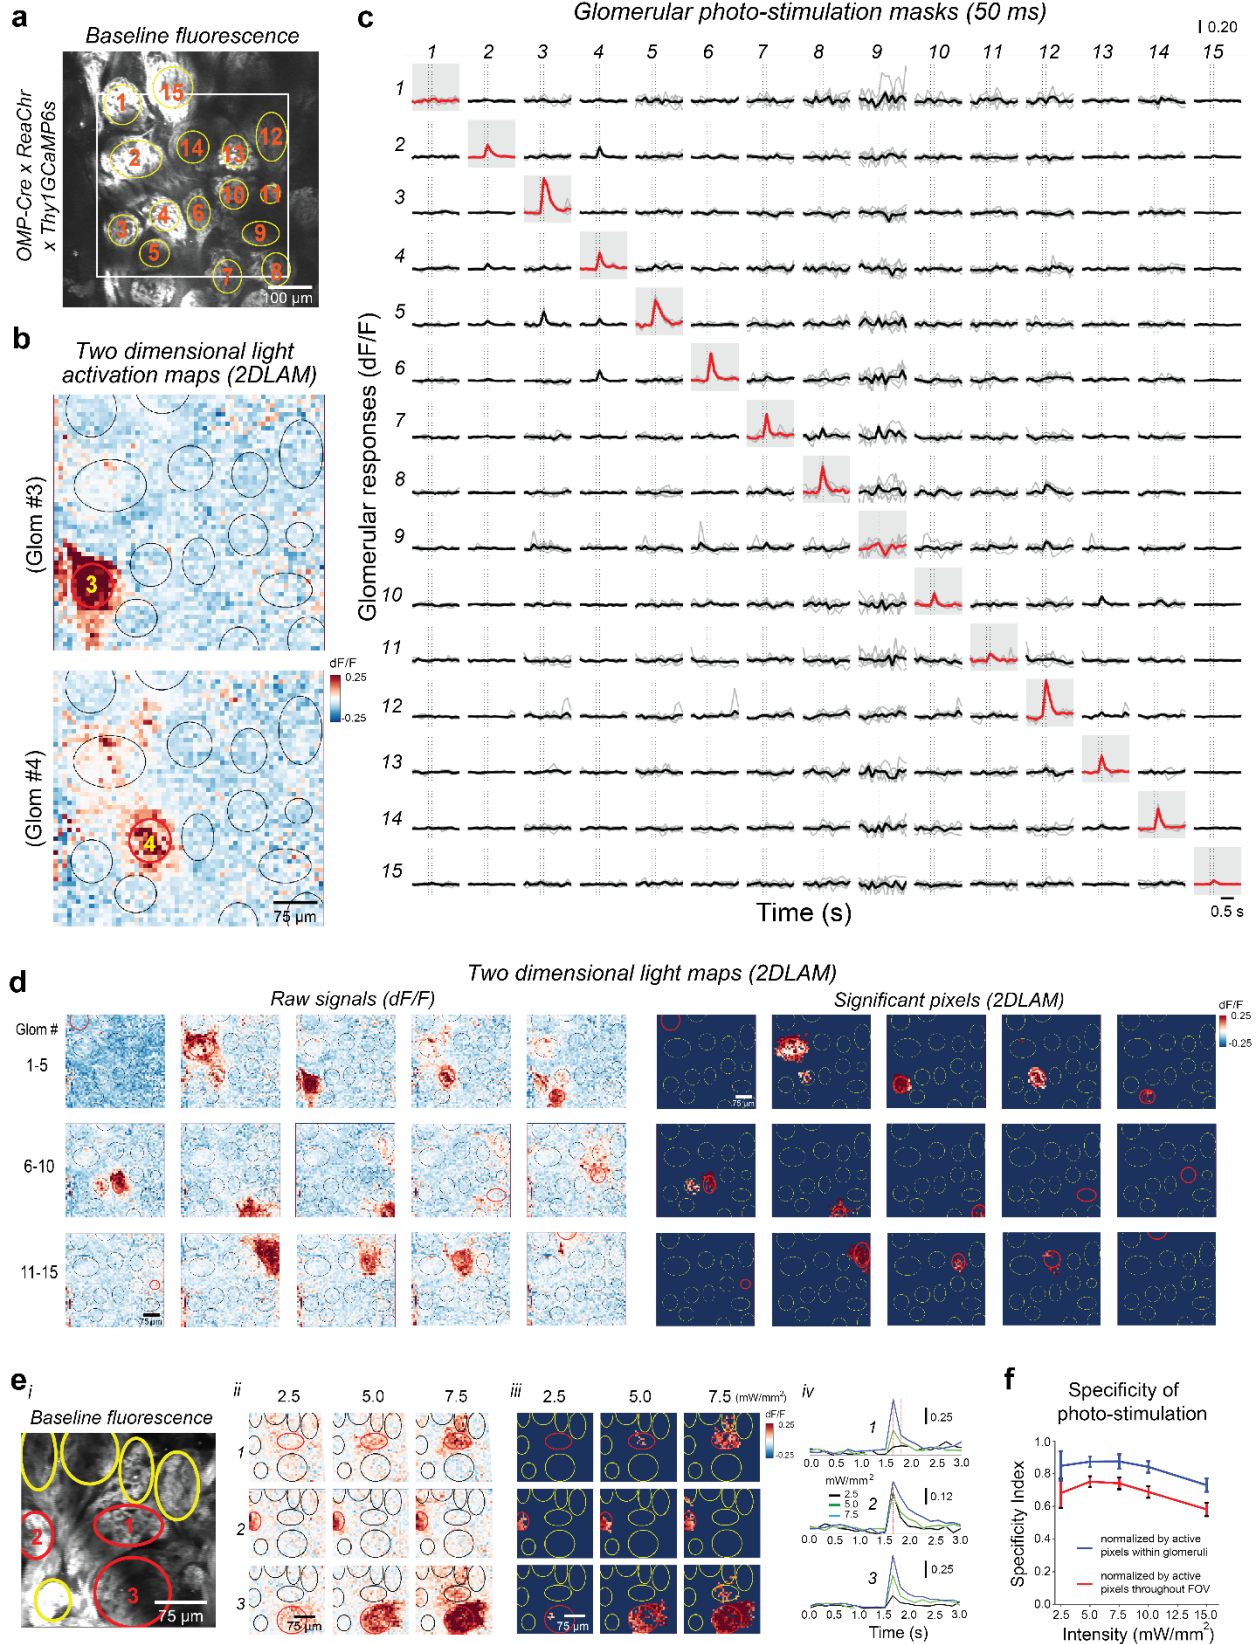 a
Baseline fluorescence
OMP-Cre x ReaChr
x Thy1GCaMP6s
1
15
2
14
13
12
10
11
3
4
6
9
5
7
8
100 µm
b
Two dimensional light
activation maps (2DLAM)
(Glom #3)
3
dF/F
0.25
-0.25
(Glom #4)
4
75 µm
c
Glomerular photo-stimulation masks (50 ms)
0.20
1 2 3 4 5 6 7 8 9 10 11 12 13 14 15
Glomerular responses (dF/F)
1
2
3
4
5
6
7
8
9
10
11
12
13
14
15
Time (s)
0.5 s
d
Two dimensional light maps (2DLAM)
Raw signals (dF/F)
Significant pixels (2DLAM)
Glom #
1-5
6-10
11-15
75 µm
75 µm
dF/F
0.25
-0.25
e
i
Baseline fluorescence
1
2
3
75 µm
ii
2.5 5.0 7.5
1
2
3
75 µm
iii
2.5 5.0 7.5 (mW/mm²)
75 µm
dF/F
0.25
-0.25
iv
1
0.25
0.0 0.5 1.0 1.5 2.0 2.5 3.0
mW/mm²
2.5
5.0
7.5
2
0.12
0.0 0.5 1.0 1.5 2.0 2.5 3.0
3
0.25
0.0 0.5 1.0 1.5 2.0 2.5 3.0
Time (s)
f
Specificity of
photo-stimulation
Specificity Index
1.0
0.8
0.6
0.4
0.2
0.0
normalized by active
pixels within glomeruli
normalized by active
pixels throughout FOV
2.5 5.0 7.5 10.0 15.0
Intensity (mW/mm²)